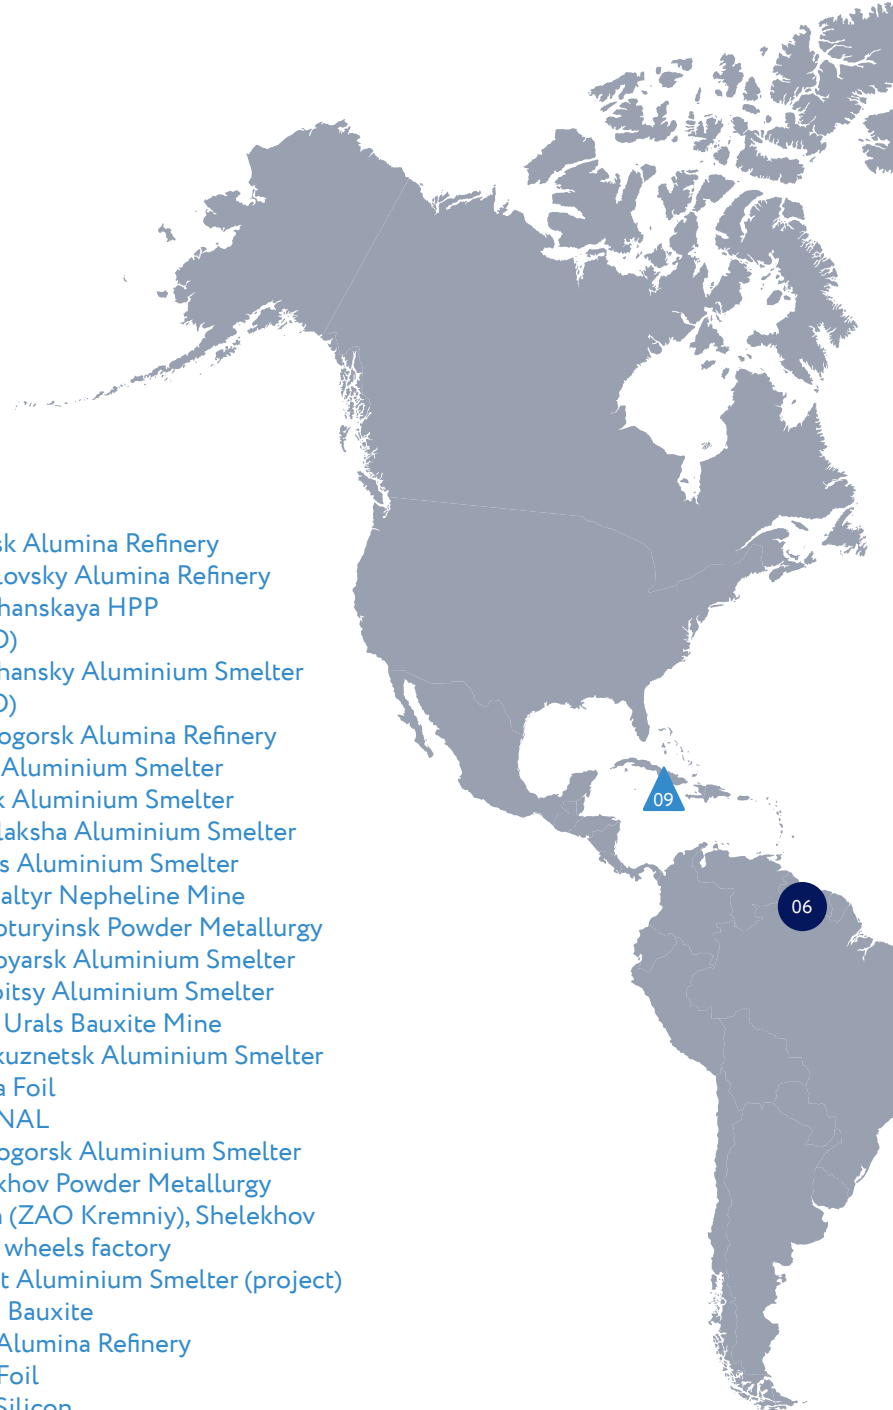 sk Alumina Refinery
lovsky Alumina Refinery
hanskaya HPP
O)
hansky Aluminium Smelter
O)
ogorsk Alumina Refinery
Aluminium Smelter
k Aluminium Smelter
laksha Aluminium Smelter
s Aluminium Smelter
altyr Nepheline Mine
oturyinsk Powder Metallurgy
oyarsk Aluminium Smelter
oitsy Aluminium Smelter
Urals Bauxite Mine
kuznetsk Aluminium Smelter
a Foil
NAL
ogorsk Aluminium Smelter
khov Powder Metallurgy
n (ZAO Kremniy), Shelekhov
wheels factory
t Aluminium Smelter (project)
Bauxite
Alumina Refinery
Foil
Silicon
09
06